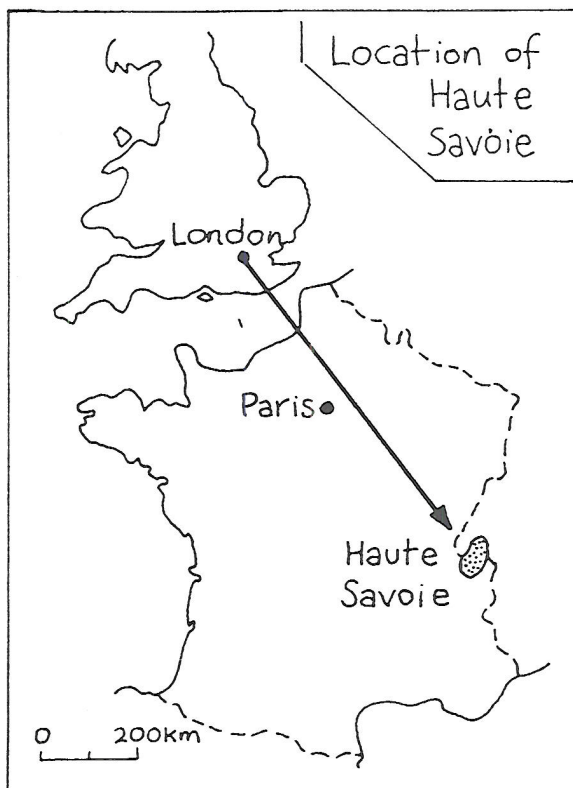 Location of
Haute
Savoie
London
Paris
Haute
Savoie
0 200km